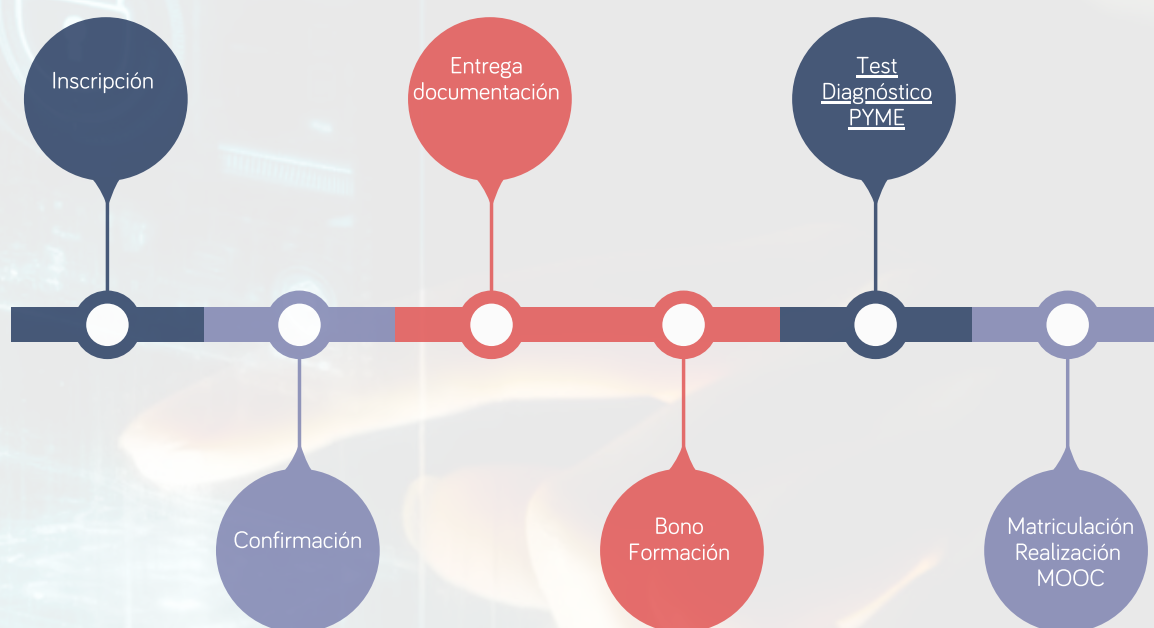 Inscripción
Confirmación
Entrega
documentación
Bono
Formación
Test
Diagnóstico
PYME
Matriculación
Realización
MOOC